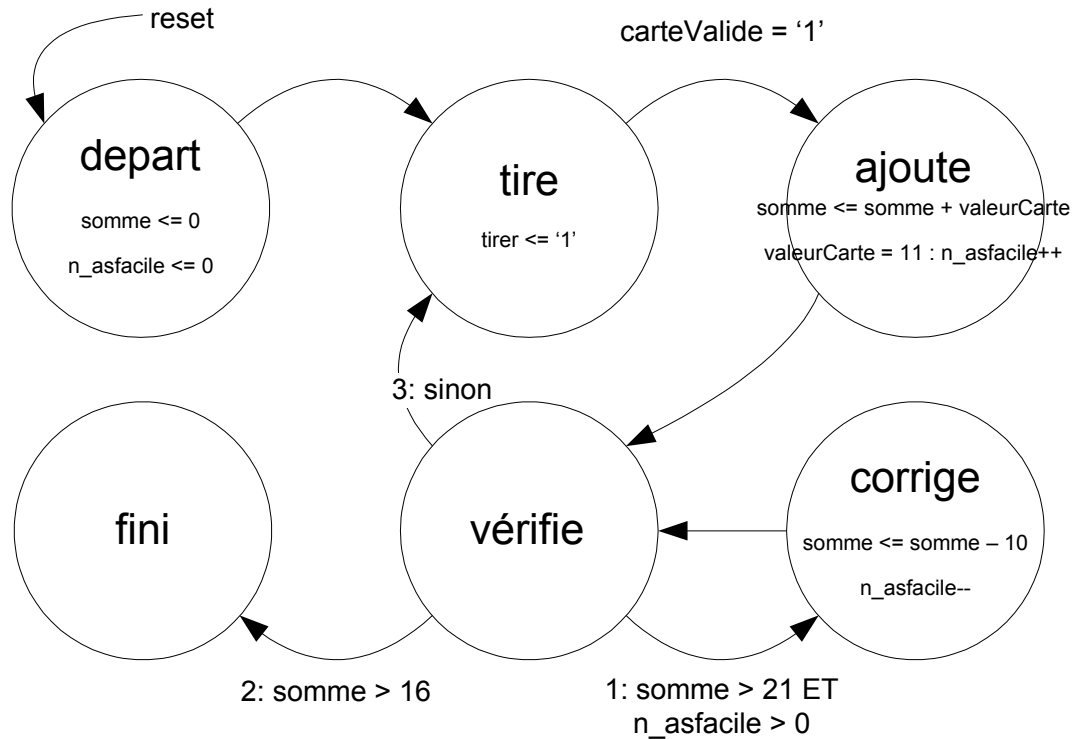 reset
carteValide = ‘1’
depart
somme <= 0
n_asfacile <= 0
tire
tirer <= ‘1’
ajoute
somme <= somme + valeurCarte
valeurCarte = 11 : n_asfacile++
3: sinon
fini
vérifie
corrige
somme <= somme – 10
n_asfacile--
2: somme > 16
1: somme > 21 ET
n_asfacile > 0